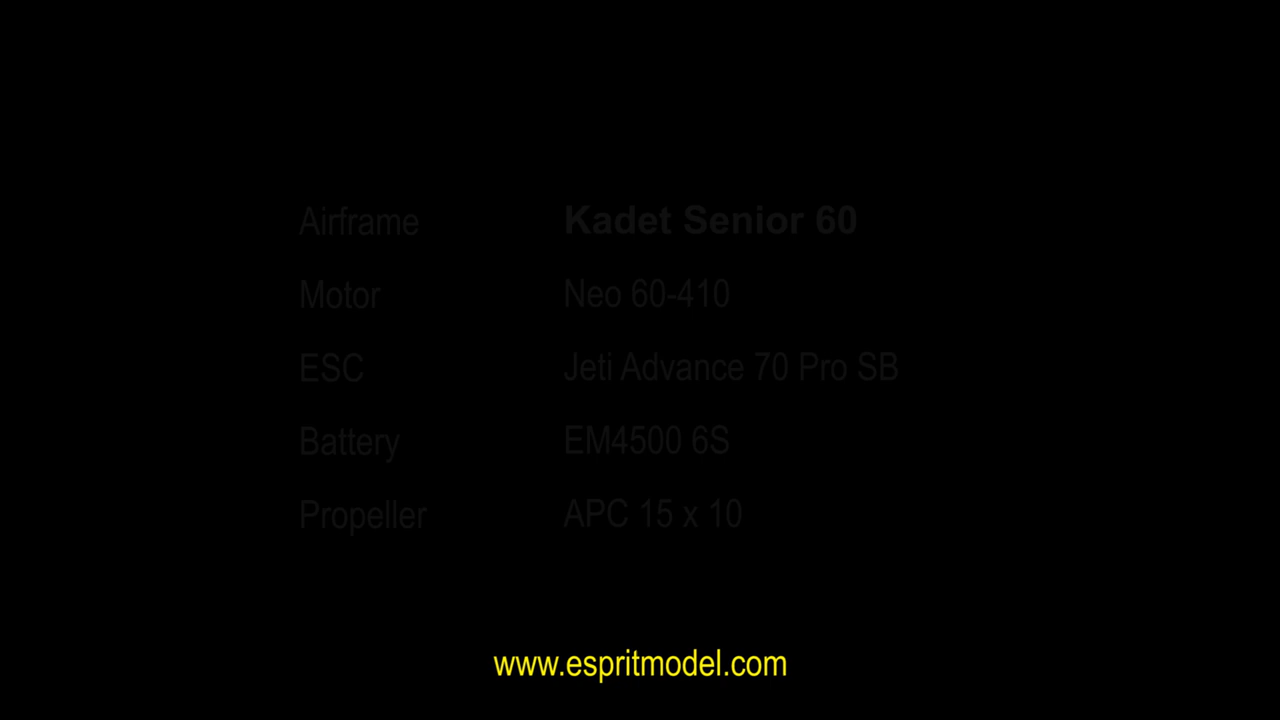 Airframe Kadet Senior 60
Motor Neo 60-410
ESC Jeti Advance 70 Pro SB
Battery EM4500 6S
Propeller APC 15 x 10
www.espritmodel.com